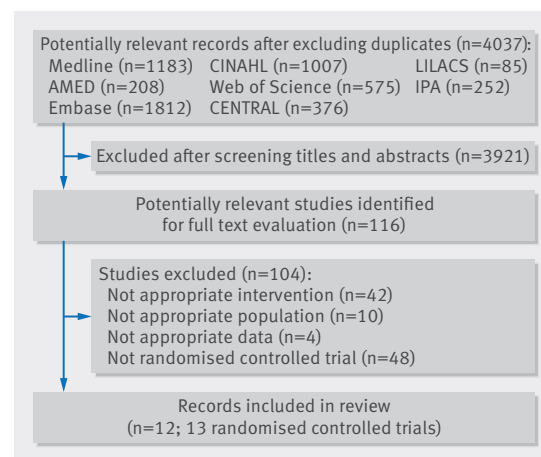 Potentially relevant records after excluding duplicates (n=4037):
Medline (n=1183) CINAHL (n=1007) LILACS (n=85)
AMED (n=208) Web of Science (n=575) IPA (n=252)
Embase (n=1812) CENTRAL (n=376)
Excluded after screening titles and abstracts (n=3921)
Potentially relevant studies identified
for full text evaluation (n=116)
Studies excluded (n=104):
Not appropriate intervention (n=42)
Not appropriate population (n=10)
Not appropriate data (n=4)
Not randomised controlled trial (n=48)
Records included in review
(n=12; 13 randomised controlled trials)